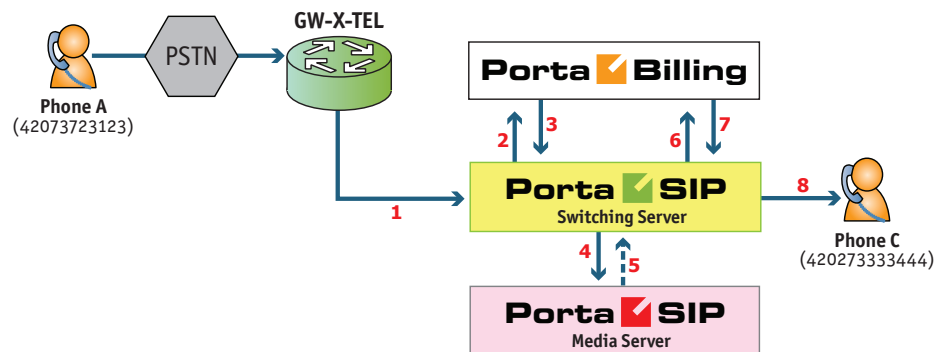 GW-X-TEL
PSTN
Phone A
(42073723123)
Porta Billing
2
3
6
7
1
Porta SIP
Switching Server
8
Phone C
(420273333444)
4
5
Porta SIP
Media Server